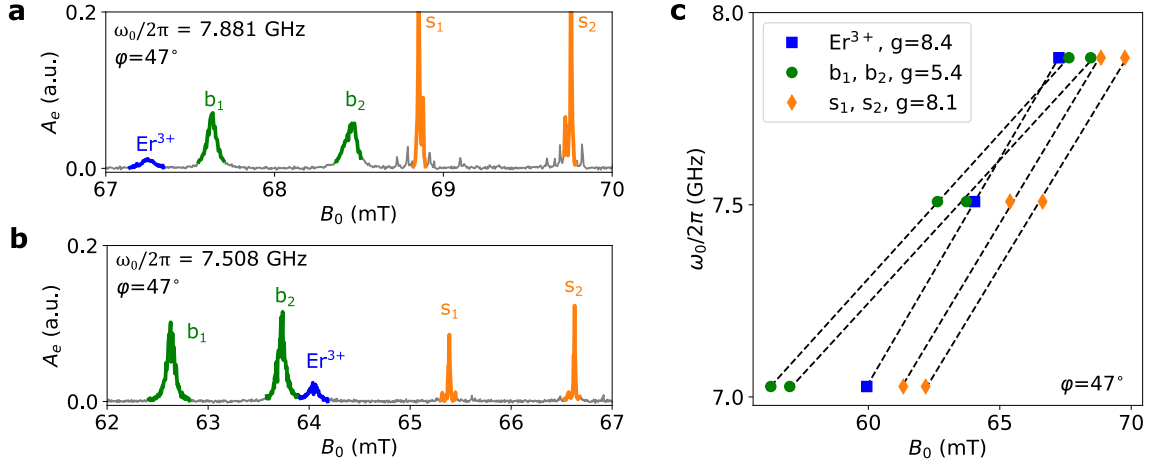 a
ω₀/2π = 7.881 GHz
φ=47°
Er³⁺
b₁
b₂
s₁
s₂
0.2
0.0
Aₑ (a.u.)
67
68
69
70
B₀ (mT)
b
ω₀/2π = 7.508 GHz
φ=47°
b₁
b₂
Er³⁺
s₁
s₂
0.2
0.0
Aₑ (a.u.)
62
63
64
65
66
67
B₀ (mT)
c
Er³⁺, g=8.4
b₁, b₂, g=5.4
s₁, s₂, g=8.1
8.0
7.5
7.0
ω₀/2π (GHz)
φ=47°
60
65
70
B₀ (mT)